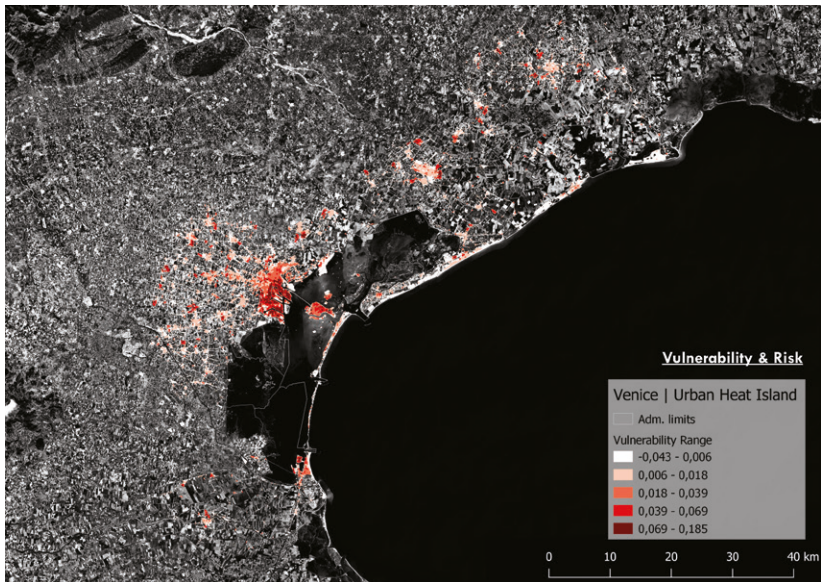 Vulnerability & Risk
Venice | Urban Heat Island
Adm. limits
Vulnerability Range
-0,043 - 0,006
0,006 - 0,018
0,018 - 0,039
0,039 - 0,069
0,069 - 0,185
0 10 20 30 40 km